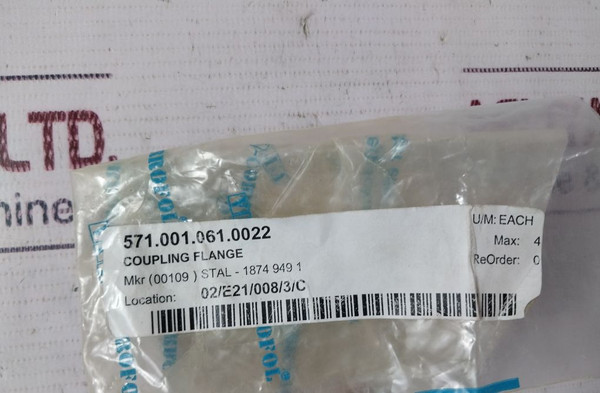 LTD.
hine
571.001.061.0022
COUPLING FLANGE
Mkr (00109 ) STAL - 1874 949 1
Location: 02/E21/008/3/C
U/M: EACH
Max: 4
ReOrder: 0